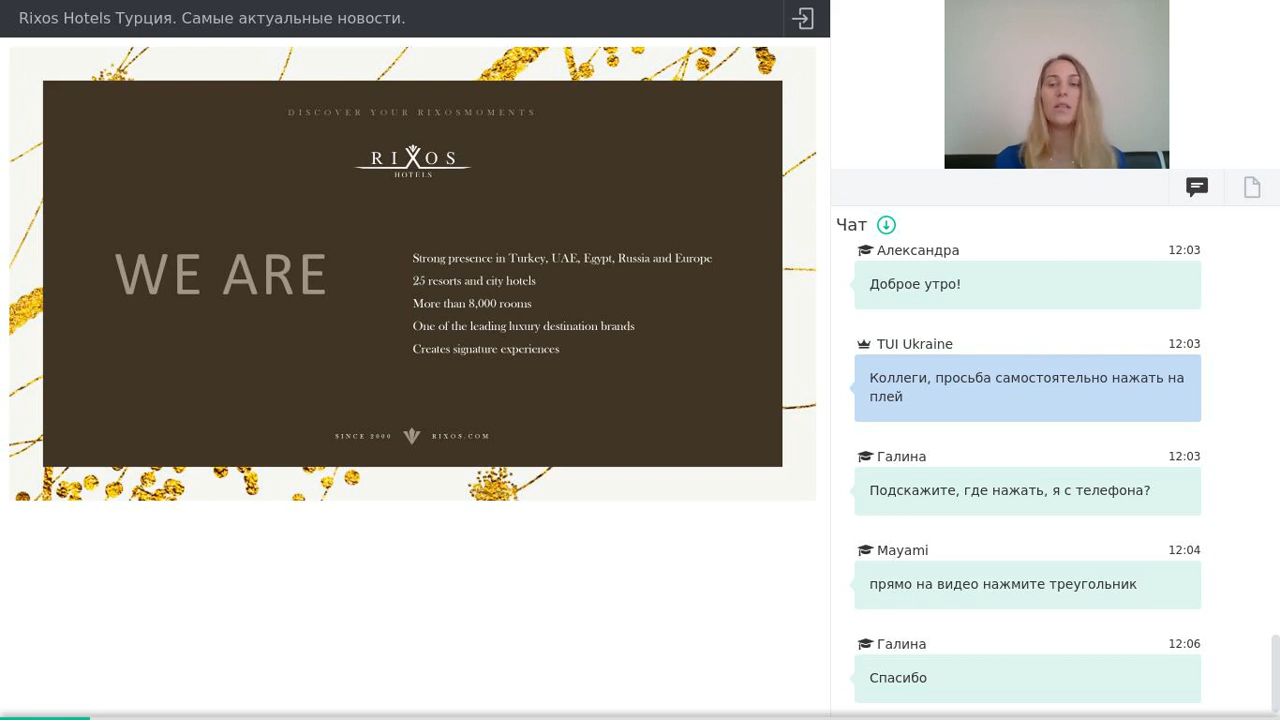 Rixos Hotels Турция. Самые актуальные новости.
DISCOVER YOUR RIXOSMOMENTS
RIXOS
HOTELS
WE ARE
Strong presence in Turkey, UAE, Egypt, Russia and Europe
25 resorts and city hotels
More than 8,000 rooms
One of the leading luxury destination brands
Creates signature experiences
SINCE 2000 RIXOS.COM
Чат
Александра 12:03
Доброе утро!
TUI Ukraine 12:03
Коллеги, просьба самостоятельно нажать на
плей
Галина 12:03
Подскажите, где нажать, я с телефона?
Mayami 12:04
прямо на видео нажмите треугольник
Галина 12:06
Спасибо